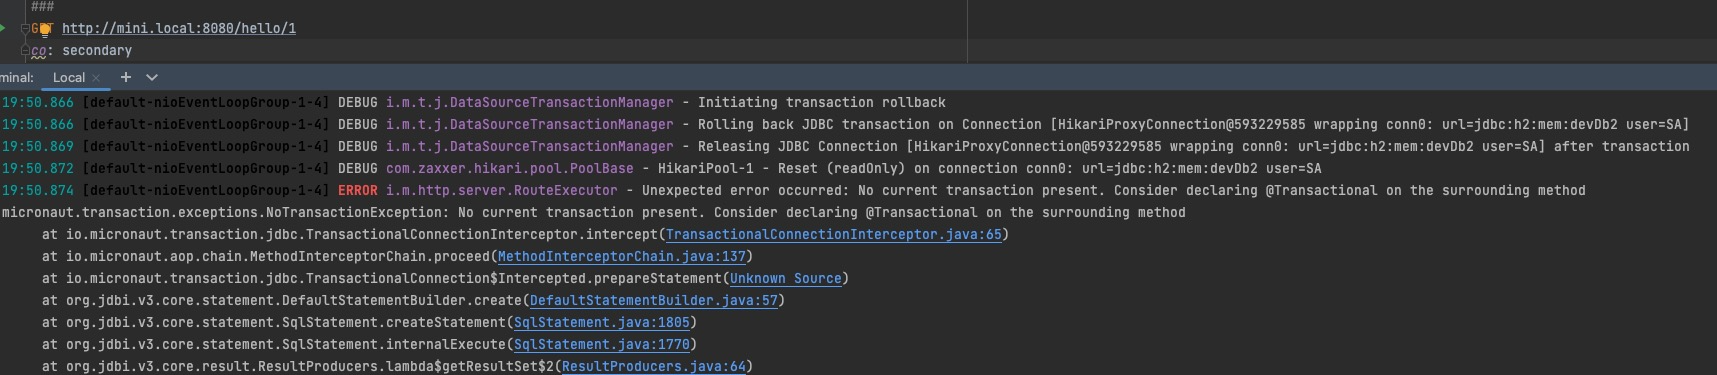 ###
GET http://mini.local:8080/hello/1
co: secondary
minal: Local × +
19:50.866 [default-nioEventLoopGroup-1-4] DEBUG i.m.t.j.DataSourceTransactionManager - Initiating transaction rollback
19:50.866 [default-nioEventLoopGroup-1-4] DEBUG i.m.t.j.DataSourceTransactionManager - Rolling back JDBC transaction on Connection [HikariProxyConnection@593229585 wrapping conn0: url=jdbc:h2:mem:devDb2 user=SA]
19:50.869 [default-nioEventLoopGroup-1-4] DEBUG i.m.t.j.DataSourceTransactionManager - Releasing JDBC Connection [HikariProxyConnection@593229585 wrapping conn0: url=jdbc:h2:mem:devDb2 user=SA] after transaction
19:50.872 [default-nioEventLoopGroup-1-4] DEBUG com.zaxxer.hikari.pool.PoolBase - HikariPool-1 - Reset (readOnly) on connection conn0: url=jdbc:h2:mem:devDb2 user=SA
19:50.874 [default-nioEventLoopGroup-1-4] ERROR i.m.http.server.RouteExecutor - Unexpected error occurred: No current transaction present. Consider declaring @Transactional on the surrounding method
micronaut.transaction.exceptions.NoTransactionException: No current transaction present. Consider declaring @Transactional on the surrounding method
at io.micronaut.transaction.jdbc.TransactionalConnectionInterceptor.intercept(TransactionalConnectionInterceptor.java:65)
at io.micronaut.aop.chain.MethodInterceptorChain.proceed(MethodInterceptorChain.java:137)
at io.micronaut.transaction.jdbc.TransactionalConnection$Intercepted.prepareStatement(Unknown Source)
at org.jdbi.v3.core.statement.DefaultStatementBuilder.create(DefaultStatementBuilder.java:57)
at org.jdbi.v3.core.statement.SqlStatement.createStatement(SqlStatement.java:1805)
at org.jdbi.v3.core.statement.SqlStatement.internalExecute(SqlStatement.java:1770)
at org.jdbi.v3.core.result.ResultProducers.lambda$getResultSet$2(ResultProducers.java:64)